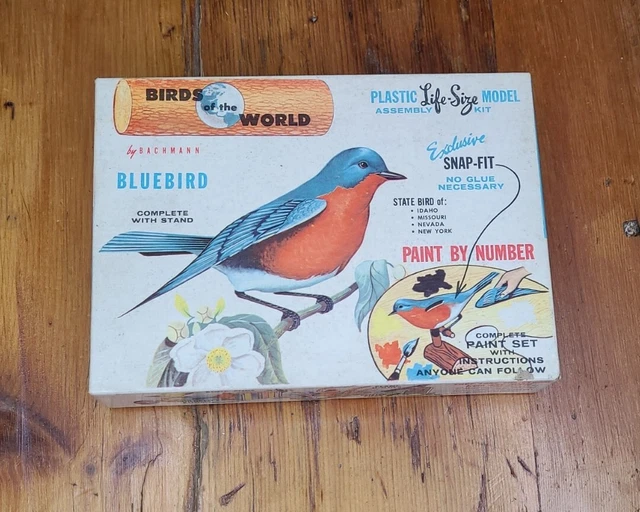 BIRDS
of the
WORLD
by BACHMANN
BLUEBIRD
COMPLETE
WITH STAND
PLASTIC Life-Size MODEL
ASSEMBLY KIT
Exclusive
SNAP-FIT
NO GLUE
NECESSARY
STATE BIRD of:
• IDAHO
• MISSOURI
• NEVADA
• NEW YORK
PAINT BY NUMBER
COMPLETE
PAINT SET
WITH
INSTRUCTIONS
ANYONE CAN FOLLOW